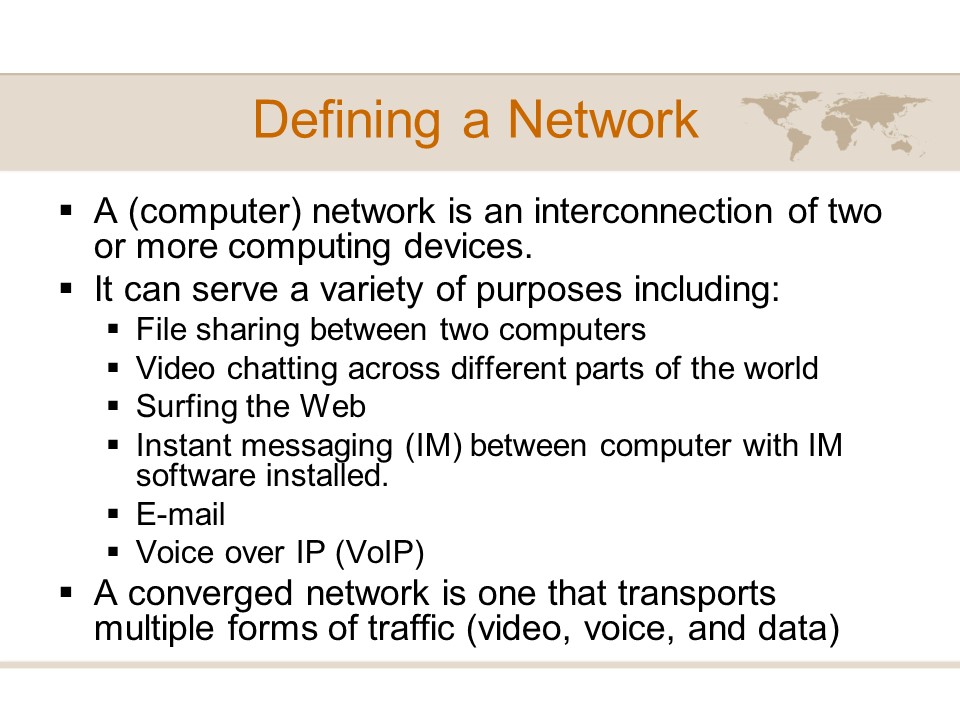 Defining a Network
▪ A (computer) network is an interconnection of two
or more computing devices.
▪ It can serve a variety of purposes including:
▪ File sharing between two computers
▪ Video chatting across different parts of the world
▪ Surfing the Web
▪ Instant messaging (IM) between computer with IM
software installed.
▪ E-mail
▪ Voice over IP (VoIP)
▪ A converged network is one that transports
multiple forms of traffic (video, voice, and data)